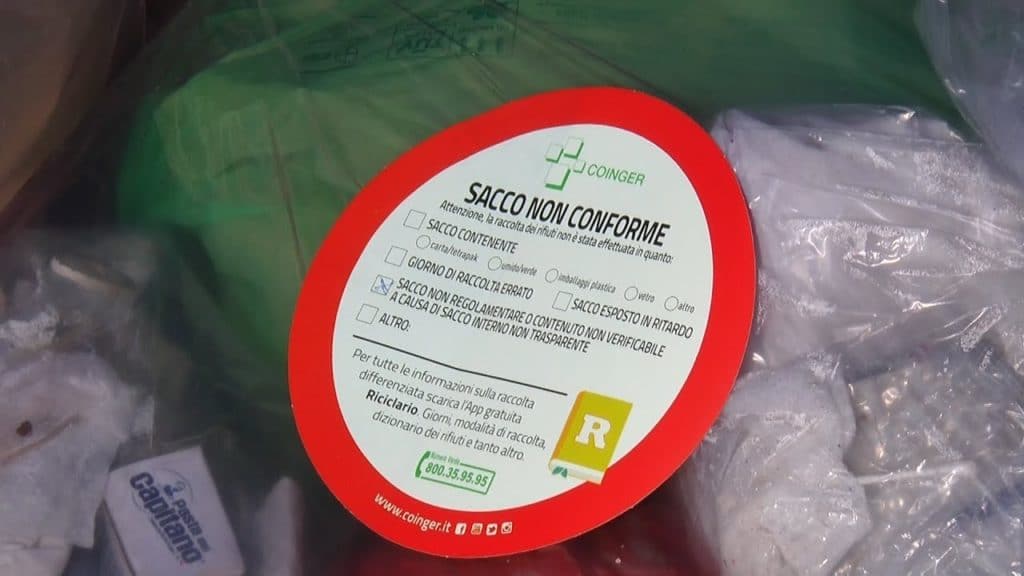 COINGER
SACCO NON CONFORME
Attenzione, la raccolta dei rifiuti non è stata effettuata in quanto:
SACCO CONTENENTE
carta/tetrapak umido/verde imballaggi plastica vetro altro
GIORNO DI RACCOLTA ERRATO SACCO ESPOSTO IN RITARDO
SACCO NON REGOLAMENTARE O CONTENUTO NON VERIFICABILE
A CAUSA DI SACCO INTERNO NON TRASPARENTE
ALTRO:
Per tutte le informazioni sulla raccolta
differenziata scarica l'App gratuita
Riciclario. Giorni, modalità di raccolta,
dizionario dei rifiuti e tanto altro.
R
Numero Verde
800.35.95.95
www.coinger.it
Pasta del
Capitano